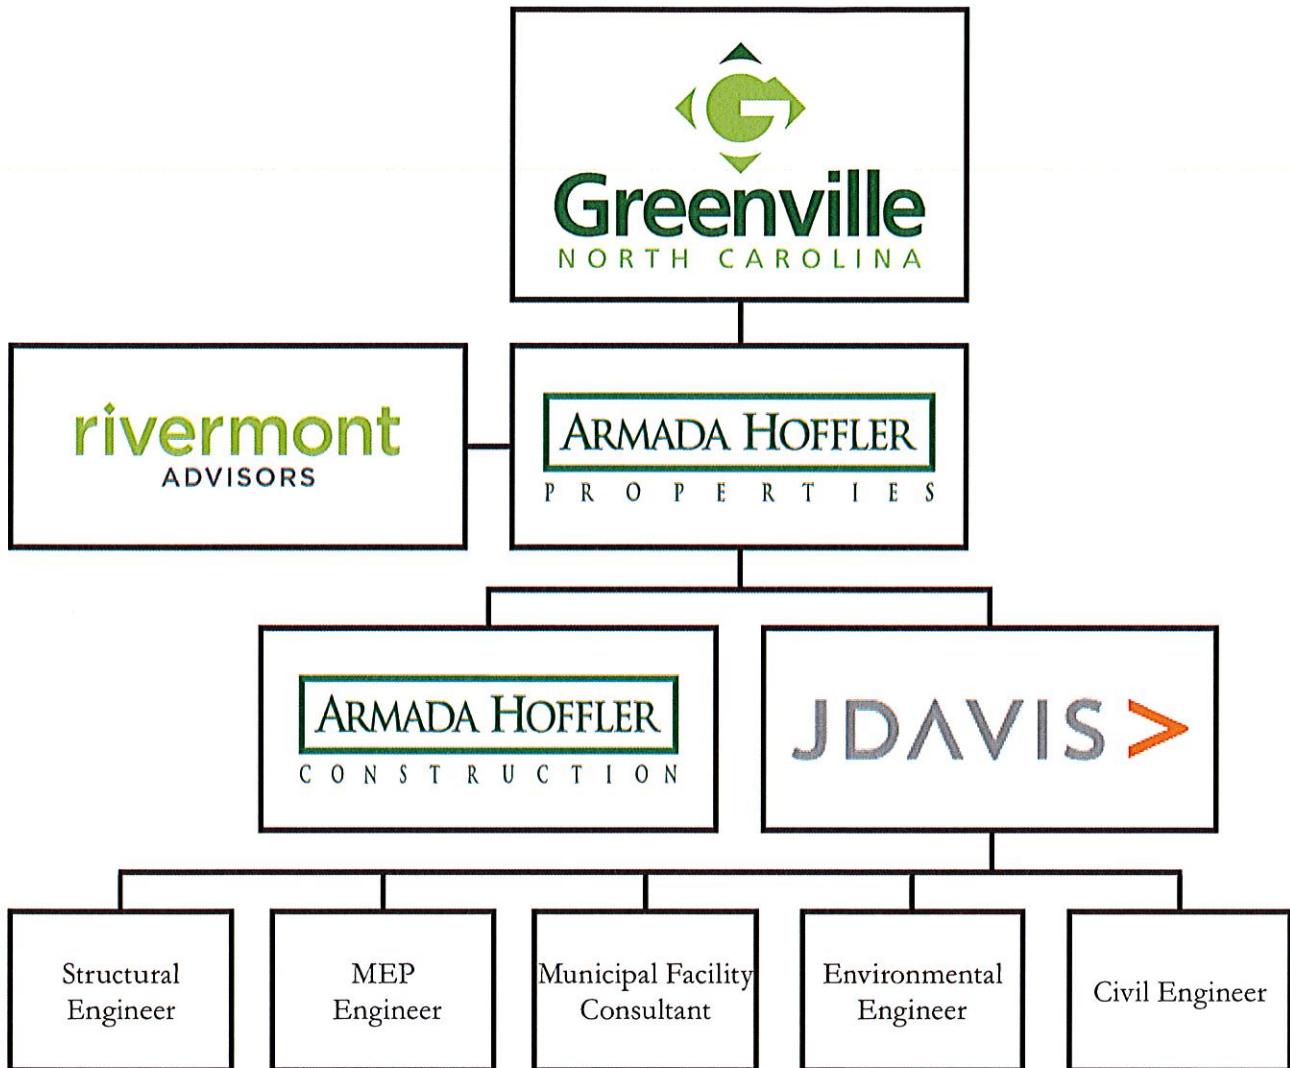 Greenville
NORTH CAROLINA
rivermont
ADVISORS
ARMADA HOFFLER
PROPERTIES
ARMADA HOFFLER
CONSTRUCTION
JDAVIS
Structural
Engineer
MEP
Engineer
Municipal Facility
Consultant
Environmental
Engineer
Civil Engineer